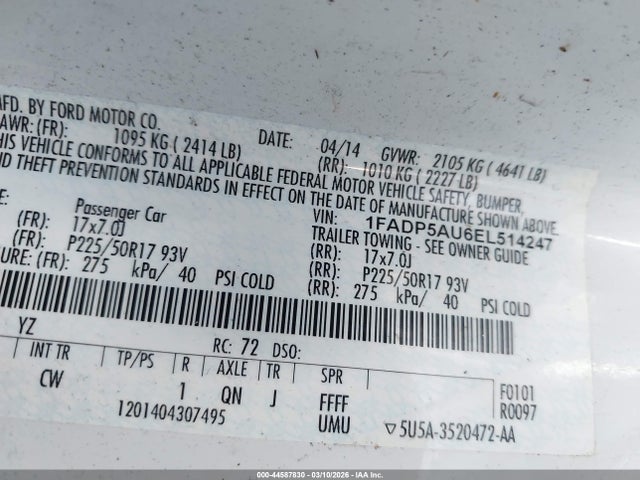 MFD. BY FORD MOTOR CO.
DATE: 04/14 GVWR: 2105 KG ( 4641 LB)
GAWR: (FR): 1095 KG ( 2414 LB) (RR): 1010 KG ( 2227 LB)
THIS VEHICLE CONFORMS TO ALL APPLICABLE FEDERAL MOTOR VEHICLE SAFETY, BUMPER,
AND THEFT PREVENTION STANDARDS IN EFFECT ON THE DATE OF MANUFACTURE SHOWN ABOVE.
VIN: 1FADP5AU6EL514247
E: Passenger Car TRAILER TOWING - SEE OWNER GUIDE
(FR): 17x7.0J (RR): 17x7.0J
(FR): P225/50R17 93V (RR): P225/50R17 93V
URE: (FR): 275 kPa/ 40 PSI COLD (RR): 275 kPa/ 40 PSI COLD
YZ RC: 72 DSO:
INT TR TP/PS R AXLE TR SPR F0101
CW 1 QN J FFFF R0097
1201404307495 UMU ▽5U5A-3520472-AA
000-44587830 - 03/10/2026 - IAA Inc.